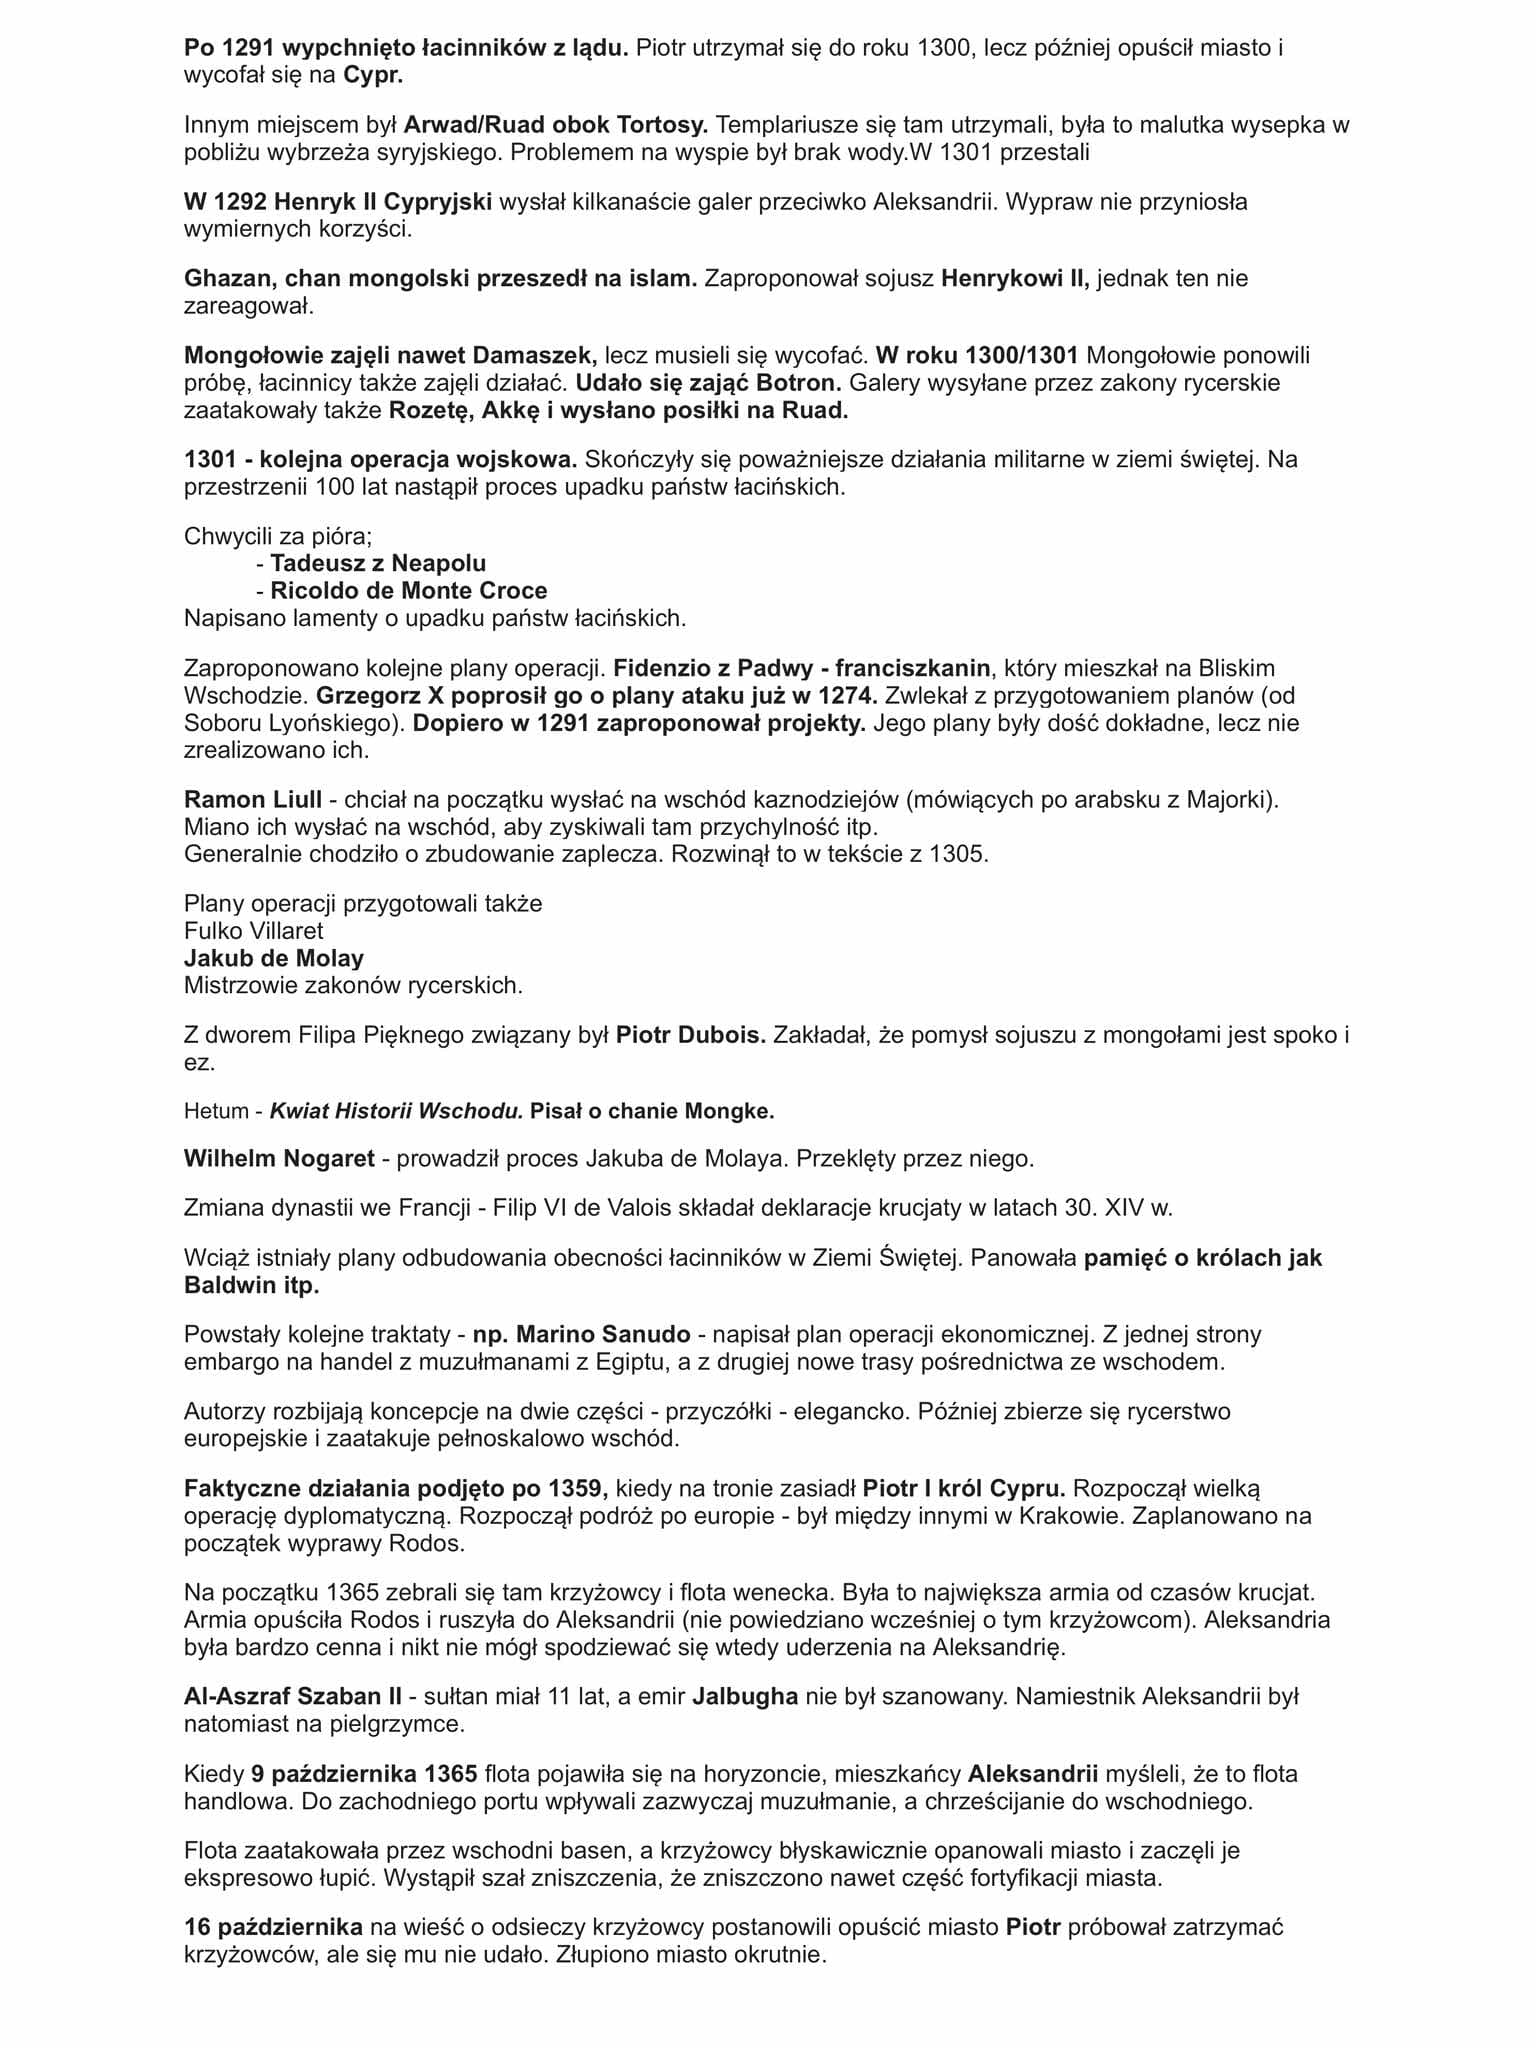 Po 1291 wypchnięto łacinników z lądu. Piotr utrzymał się do roku 1300, lecz później opuścił miasto i
wycofał się na Cypr.
Innym miejscem był Arwad/Ruad obok Tortosy. Templariusze się tam utrzymali, była to malutka wysepka w
pobliżu wybrzeża syryjskiego. Problemem na wyspie był brak wody.W 1301 przestali
W 1292 Henryk II Cypryjski wysłał kilkanaście galer przeciwko Aleksandrii. Wypraw nie przyniosła
wymiernych korzyści.
Ghazan, chan mongolski przeszedł na islam. Zaproponował sojusz Henrykowi II, jednak ten nie
zareagował.
Mongołowie zajęli nawet Damaszek, lecz musieli się wycofać. W roku 1300/1301 Mongołowie ponowili
próbę, łacinnicy także zajęli działać. Udało się zająć Botron. Galery wysyłane przez zakony rycerskie
zaatakowały także Rozetę, Akkę i wysłano posiłki na Ruad.
1301 - kolejna operacja wojskowa. Skończyły się poważniejsze działania militarne w ziemi świętej. Na
przestrzenii 100 lat nastąpił proces upadku państw łacińskich.
Chwycili za pióra;
- Tadeusz z Neapolu
- Ricoldo de Monte Croce
Napisano lamenty o upadku państw łacińskich.
Zaproponowano kolejne plany operacji. Fidenzio z Padwy - franciszkanin, który mieszkał na Bliskim
Wschodzie. Grzegorz X poprosił go o plany ataku już w 1274. Zwlekał z przygotowaniem planów (od
Soboru Lyońskiego). Dopiero w 1291 zaproponował projekty. Jego plany były dość dokładne, lecz nie
zrealizowano ich.
Ramon Liull - chciał na początku wysłać na wschód kaznodziejów (mówiących po arabsku z Majorki).
Miano ich wysłać na wschód, aby zyskiwali tam przychylność itp.
Generalnie chodziło o zbudowanie zaplecza. Rozwinął to w tekście z 1305.
Plany operacji przygotowali także
Fulko Villaret
Jakub de Molay
Mistrzowie zakonów rycerskich.
Z dworem Filipa Pięknego związany był Piotr Dubois. Zakładał, że pomysł sojuszu z mongołami jest spoko i
ez.
Hetum - Kwiat Historii Wschodu. Pisał o chanie Mongke.
Wilhelm Nogaret - prowadził proces Jakuba de Molaya. Przeklęty przez niego.
Zmiana dynastii we Francji - Filip VI de Valois składał deklaracje krucjaty w latach 30. XIV w.
Wciąż istniały plany odbudowania obecności łacinników w Ziemi Świętej. Panowała pamięć o królach jak
Baldwin itp.
Powstały kolejne traktaty - np. Marino Sanudo - napisał plan operacji ekonomicznej. Z jednej strony
embargo na handel z muzułmanami z Egiptu, a z drugiej nowe trasy pośrednictwa ze wschodem.
Autorzy rozbijają koncepcje na dwie części - przyczółki - elegancko. Później zbierze się rycerstwo
europejskie i zaatakuje pełnoskalowo wschód.
Faktyczne działania podjęto po 1359, kiedy na tronie zasiadł Piotr I król Cypru. Rozpoczął wielką
operację dyplomatyczną. Rozpoczął podróż po europie - był między innymi w Krakowie. Zaplanowano na
początek wyprawy Rodos.
Na początku 1365 zebrali się tam krzyżowcy i flota wenecka. Była to największa armia od czasów krucjat.
Armia opuściła Rodos i ruszyła do Aleksandrii (nie powiedziano wcześniej o tym krzyżowcom). Aleksandria
była bardzo cenna i nikt nie mógł spodziewać się wtedy uderzenia na Aleksandrię.
Al-Aszraf Szaban II - sułtan miał 11 lat, a emir Jalbugha nie był szanowany. Namiestnik Aleksandrii był
natomiast na pielgrzymce.
Kiedy 9 października 1365 flota pojawiła się na horyzoncie, mieszkańcy Aleksandrii myśleli, że to flota
handlowa. Do zachodniego portu wpływali zazwyczaj muzułmanie, a chrześcijanie do wschodniego.
Flota zaatakowała przez wschodni basen, a krzyżowcy błyskawicznie opanowali miasto i zaczęli je
ekspresowo łupić. Wystąpił szał zniszczenia, że zniszczono nawet część fortyfikacji miasta.
16 października na wieść o odsieczy krzyżowcy postanowili opuścić miasto Piotr próbował zatrzymać
krzyżowców, ale się mu nie udało. Złupiono miasto okrutnie.